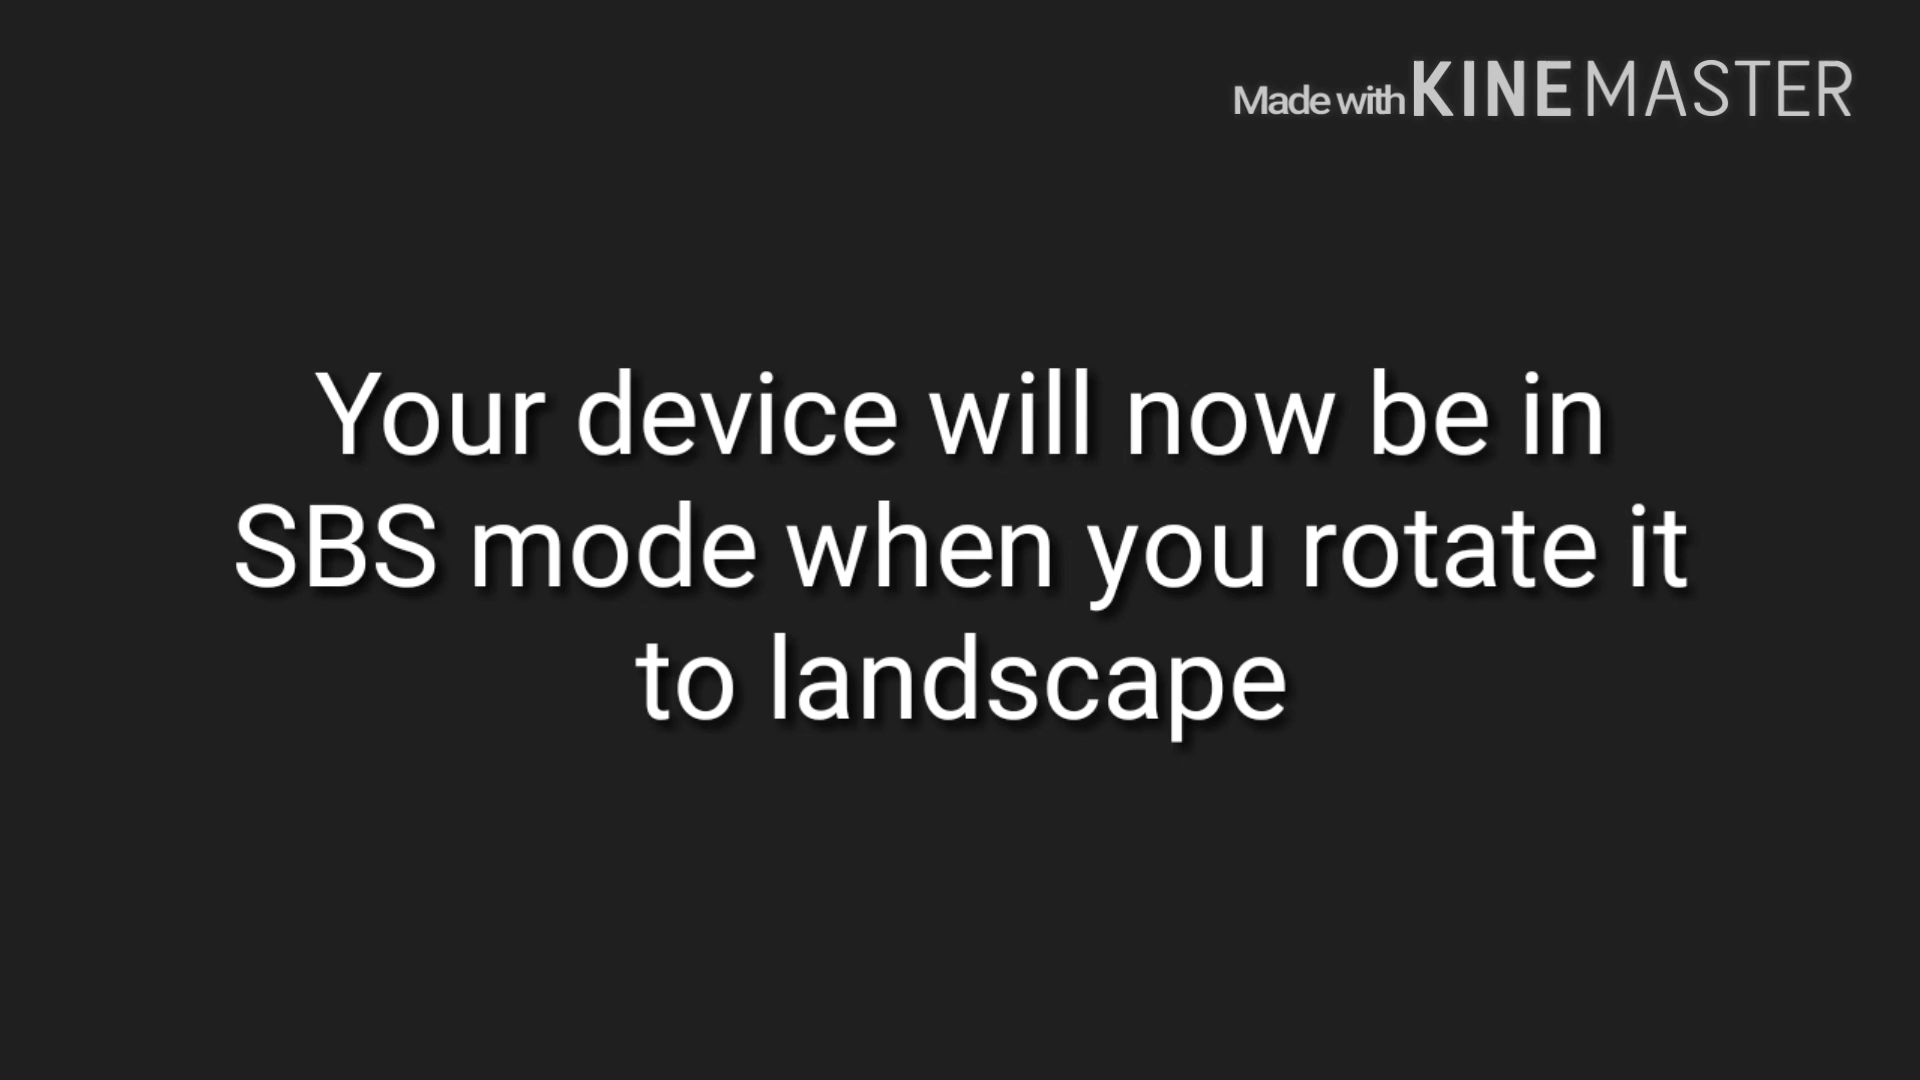 Made with KINEMASTER
Your device will now be in
SBS mode when you rotate it
to landscape